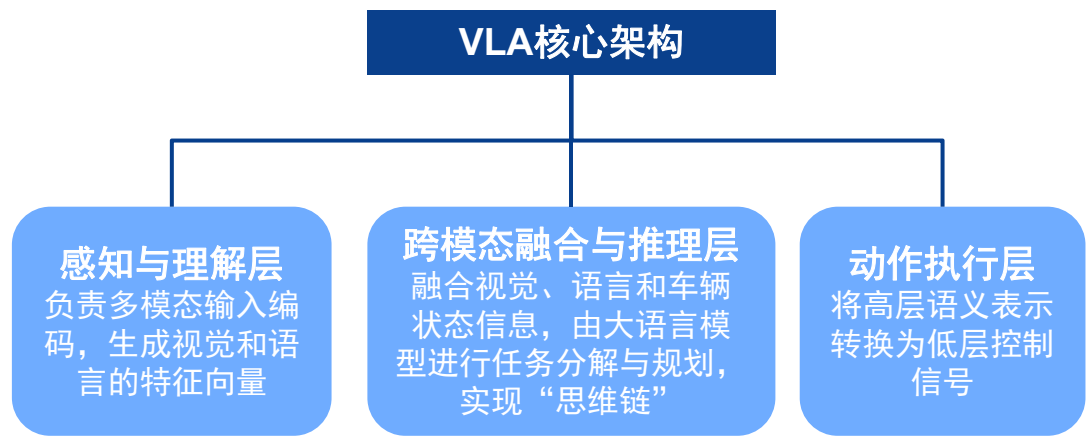 VLA核心架构
感知与理解层
负责多模态输入编
码，生成视觉和语
言的特征向量
跨模态融合与推理层
融合视觉、语言和车辆
状态信息，由大语言模
型进行任务分解与规划，
实现“思维链”
动作执行层
将高层语义表示
转换为低层控制
信号